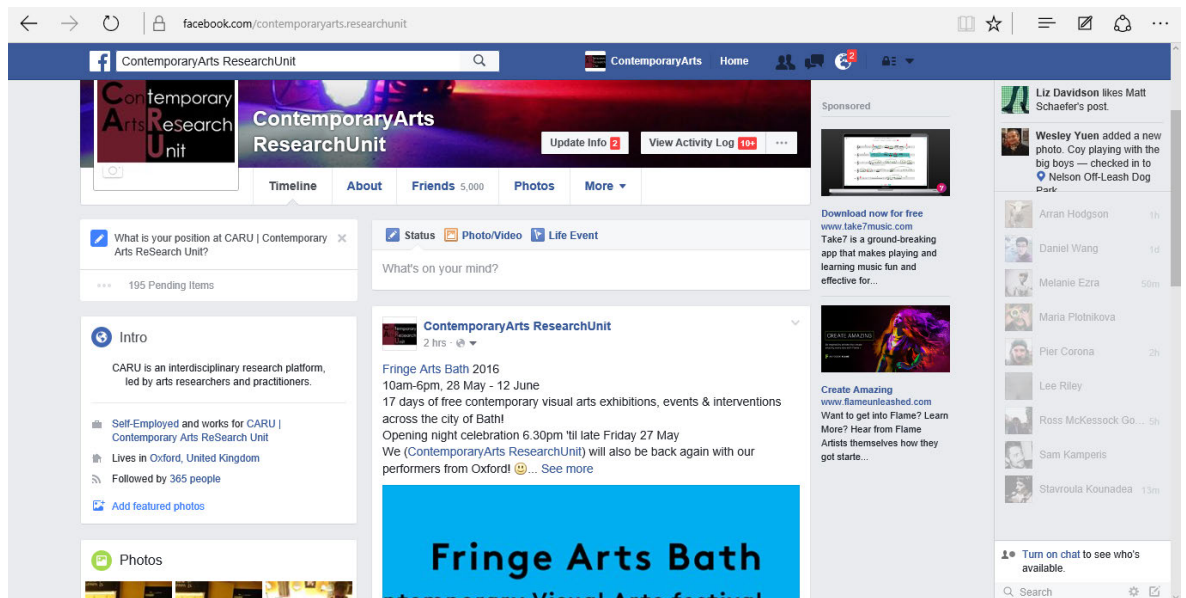 facebook.com/contemporaryarts.researchunit
ContemporaryArts ResearchUnit
ContemporaryArts Home 2
Contemporary
Arts ReSearch
Unit
ContemporaryArts
ResearchUnit
Update Info 2 View Activity Log 10+
Timeline About Friends 5,000 Photos More
What is your position at CARU | Contemporary
Arts ReSearch Unit?
195 Pending Items
Intro
CARU is an interdisciplinary research platform,
led by arts researchers and practitioners.
Self-Employed and works for CARU |
Contemporary Arts ReSearch Unit
Lives in Oxford, United Kingdom
Followed by 365 people
Add featured photos
Photos
Status Photo/Video Life Event
What's on your mind?
ContemporaryArts ResearchUnit
2 hrs ·
Fringe Arts Bath 2016
10am-6pm, 28 May - 12 June
17 days of free contemporary visual arts exhibitions, events & interventions
across the city of Bath!
Opening night celebration 6.30pm 'til late Friday 27 May
We (ContemporaryArts ResearchUnit) will also be back again with our
performers from Oxford! 🙂... See more
Fringe Arts Bath
ntemporary Visual Arts festival
Sponsored
7
Download now for free
www.take7music.com
Take7 is a ground-breaking
app that makes playing and
learning music fun and
effective for...
CREATE AMAZING
Create Amazing
www.flameunleashed.com
Want to get into Flame? Learn
More? Hear from Flame
Artists themselves how they
got starte...
Liz Davidson likes Matt
Schaefer's post.
Wesley Yuen added a new
photo. Coy playing with the
big boys — checked in to
Nelson Off-Leash Dog
Park
Arran Hodgson 1h
Daniel Wang 1d
Melanie Ezra 50m
Maria Plotnikova
Pier Corona 2h
Lee Riley
Ross McKessock Go... 5h
Sam Kamperis
Stavroula Kounadea 13m
Turn on chat to see who's
available.
Search